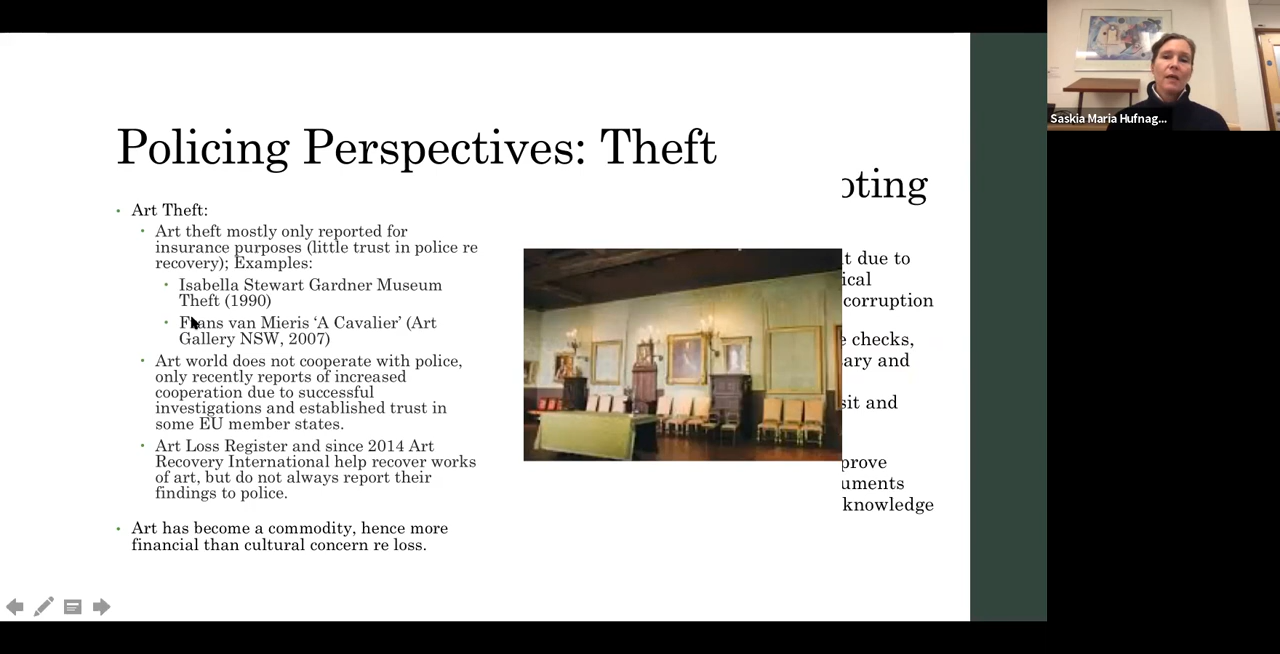 Policing Perspectives: Theft
oting
• Art Theft:
• Art theft mostly only reported for
insurance purposes (little trust in police re
recovery); Examples:
• Isabella Stewart Gardner Museum
Theft (1990)
• Frans van Mieris ‘A Cavalier’ (Art
Gallery NSW, 2007)
• Art world does not cooperate with police,
only recently reports of increased
cooperation due to successful
investigations and established trust in
some EU member states.
• Art Loss Register and since 2014 Art
Recovery International help recover works
of art, but do not always report their
findings to police.
• Art has become a commodity, hence more
financial than cultural concern re loss.
t due to
ical
corruption
e checks,
ary and
sit and
prove
uments
knowledge
Saskia Maria Hufnag...